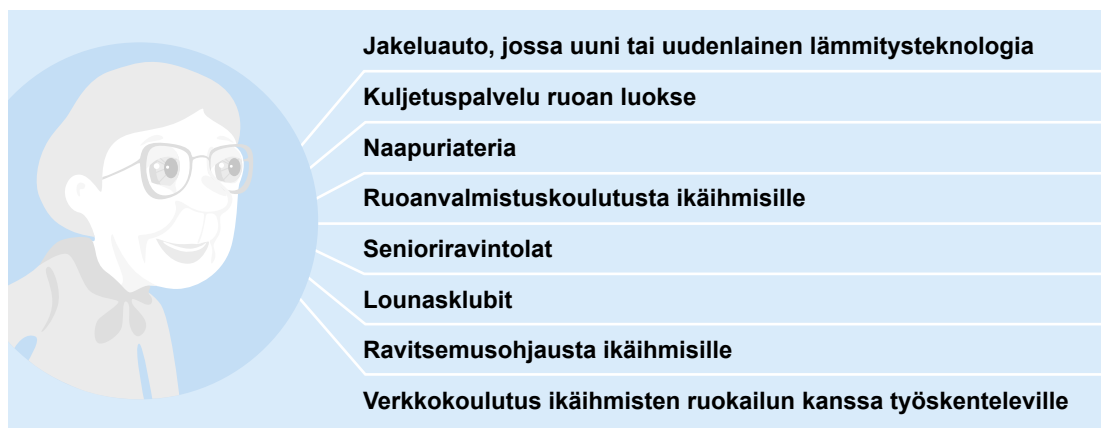 Jakeluauto, jossa uuni tai uudenlainen lämmitysteknologia
Kuljetuspalvelu ruoan luokse
Naapuriateria
Ruoanvalmistuskoulutusta ikäihmisille
Senioriravintolat
Lounasklubit
Ravitsemusohjausta ikäihmisille
Verkkokoulutus ikäihmisten ruokailun kanssa työskenteleville